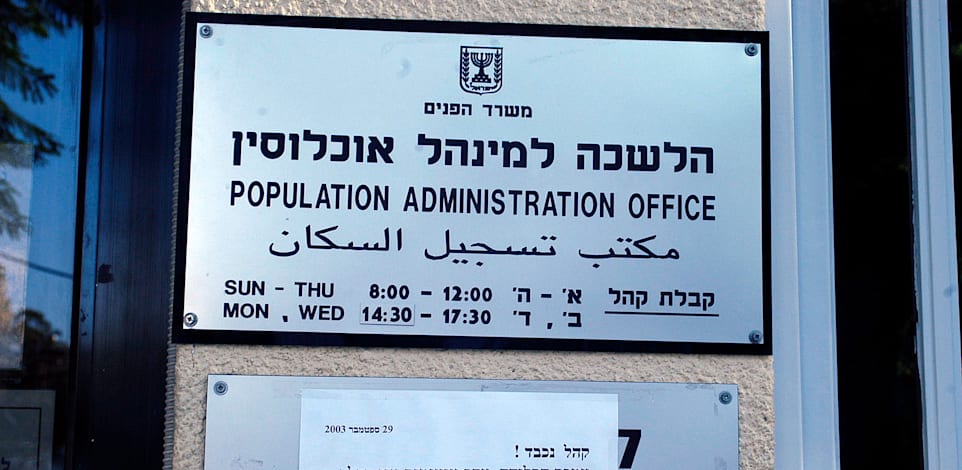 ישראל
משרד הפנים
הלשכה למינהל אוכלוסין
POPULATION ADMINISTRATION OFFICE
مكتب تسجيل السكان
SUN - THU 8:00 - 12:00 א' - ה' קבלת קהל
MON, WED 14:30 - 17:30 ב', ד'
29 ספטמבר 2003
קהל נכבד !